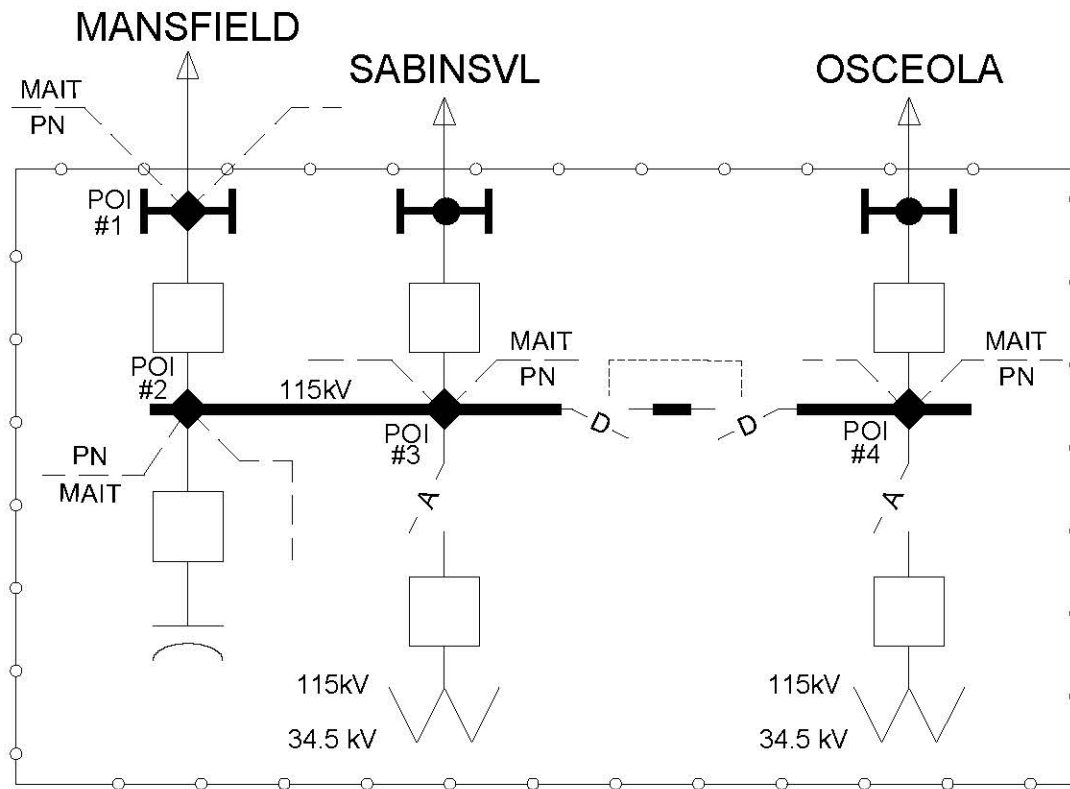 MANSFIELD
SABINSVL
OSCEOLA
MAIT
PN
POI
#1
POI
#2
115kV
MAIT
PN
MAIT
PN
D
D
POI
#3
POI
#4
PN
MAIT
A
A
115kV
34.5 kV
115kV
34.5 kV